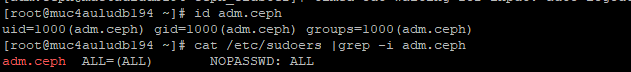 [root@muc4auludb194 ~]# id adm.ceph
uid=1000(adm.ceph) gid=1000(adm.ceph) groups=1000(adm.ceph)
[root@muc4auludb194 ~]# cat /etc/sudoers |grep -i adm.ceph
adm.ceph  ALL=(ALL)       NOPASSWD: ALL